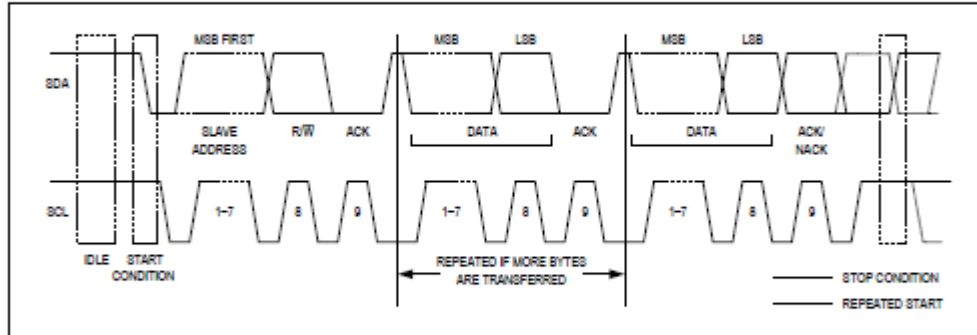 MSB FIRST
MSB
LSB
MSB
LSB
SDA
SLAVE
ADDRESS
R/W̅
ACK
DATA
ACK
DATA
ACK/
NACK
SCL
1–7
8
9
1–7
8
9
1–7
8
9
IDLE
START
CONDITION
REPEATED IF MORE BYTES
ARE TRANSFERRED
STOP CONDITION
REPEATED START